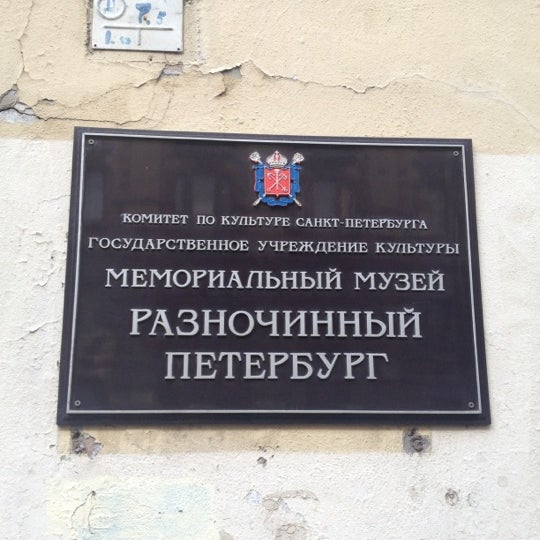 КОМИТЕТ ПО КУЛЬТУРЕ САНКТ-ПЕТЕРБУРГА
ГОСУДАРСТВЕННОЕ УЧРЕЖДЕНИЕ КУЛЬТУРЫ
МЕМОРИАЛЬНЫЙ МУЗЕЙ
РАЗНОЧИННЫЙ
ПЕТЕРБУРГ